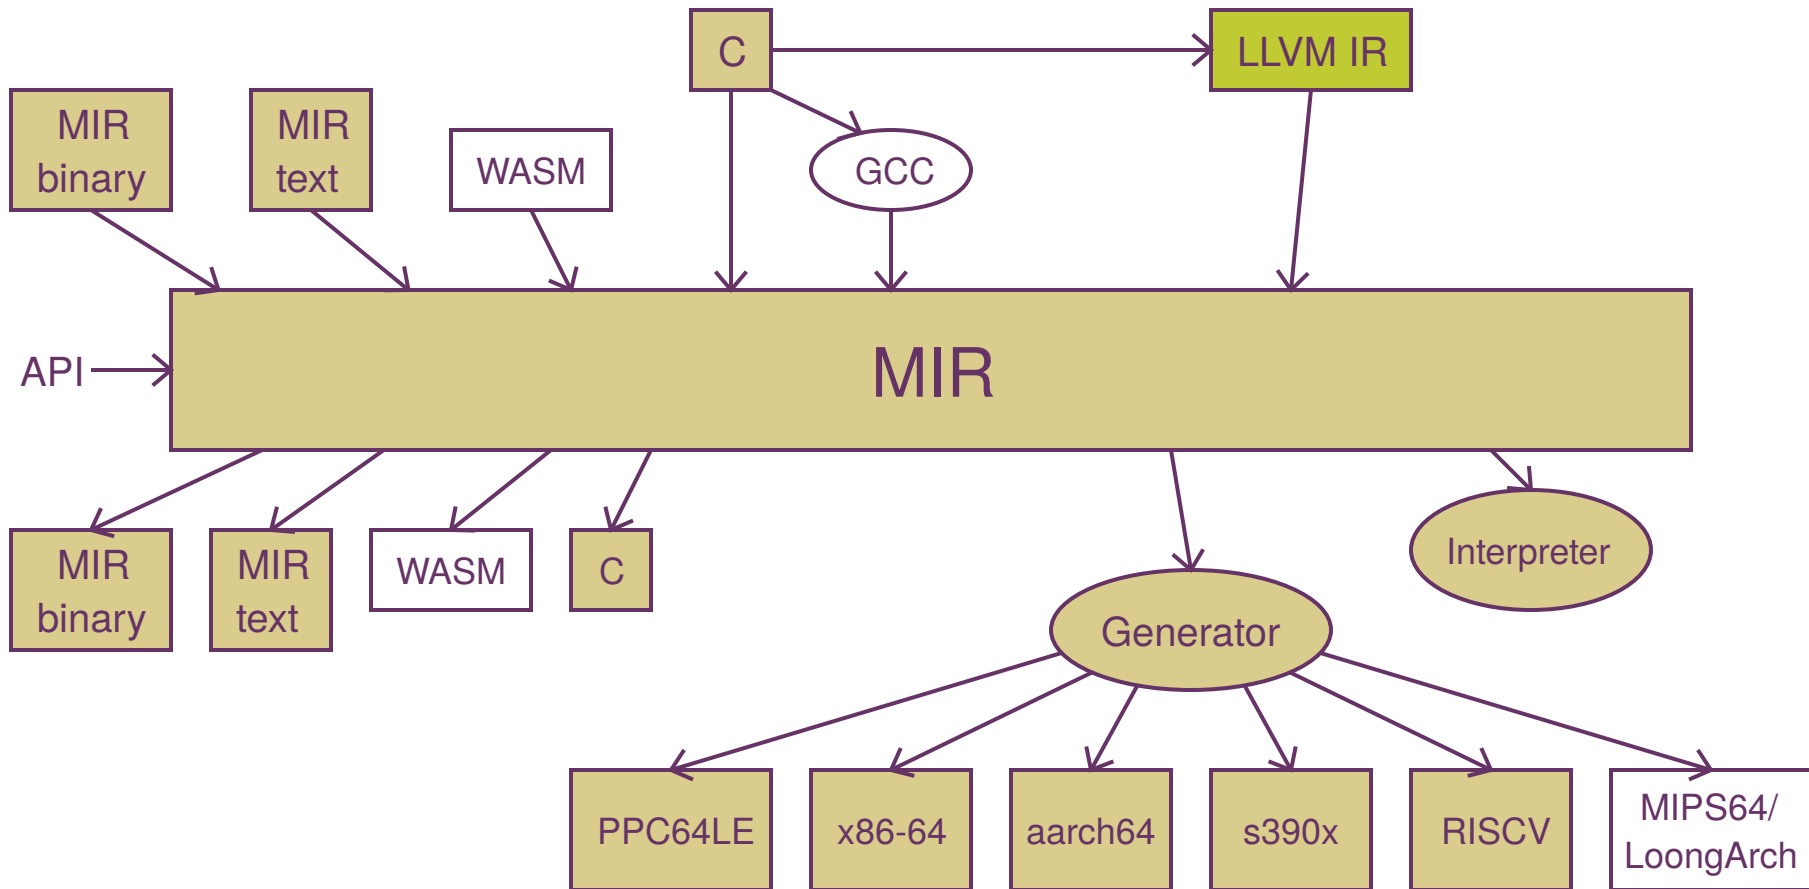 C
LLVM IR
MIR
binary
MIR
text
WASM
GCC
API
MIR
MIR
binary
MIR
text
WASM
C
Interpreter
Generator
PPC64LE
x86-64
aarch64
s390x
RISCV
MIPS64/
LoongArch